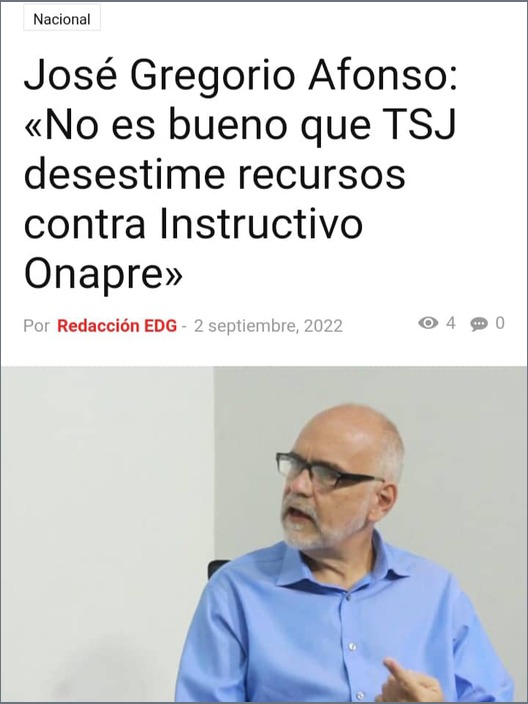 Nacional
José Gregorio Afonso:
«No es bueno que TSJ
desestime recursos
contra Instructivo
Onapre»
Por Redacción EDG - 2 septiembre, 2022 4 0